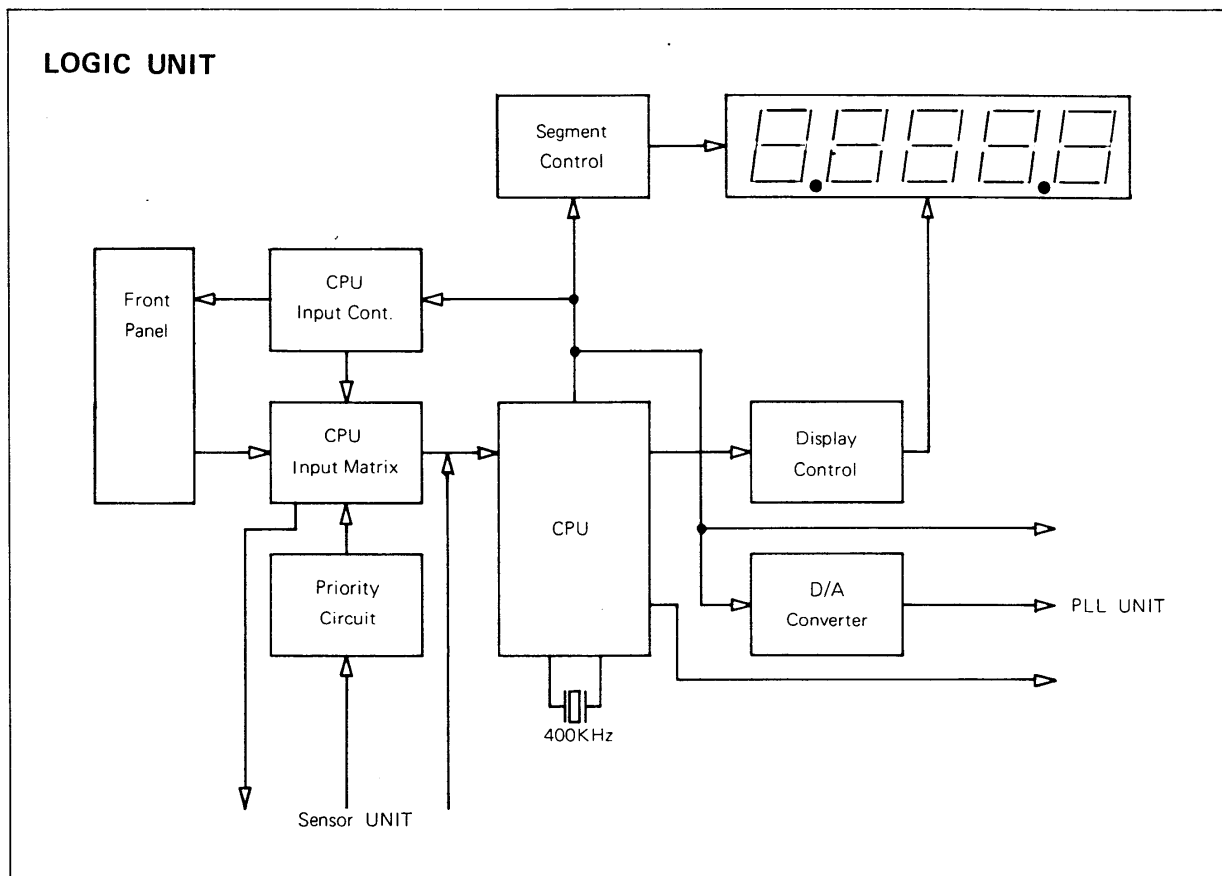 LOGIC UNIT
Segment
Control
Front
Panel
CPU
Input Cont.
CPU
Input Matrix
CPU
Display
Control
Priority
Circuit
D/A
Converter
PLL UNIT
400KHz
Sensor UNIT